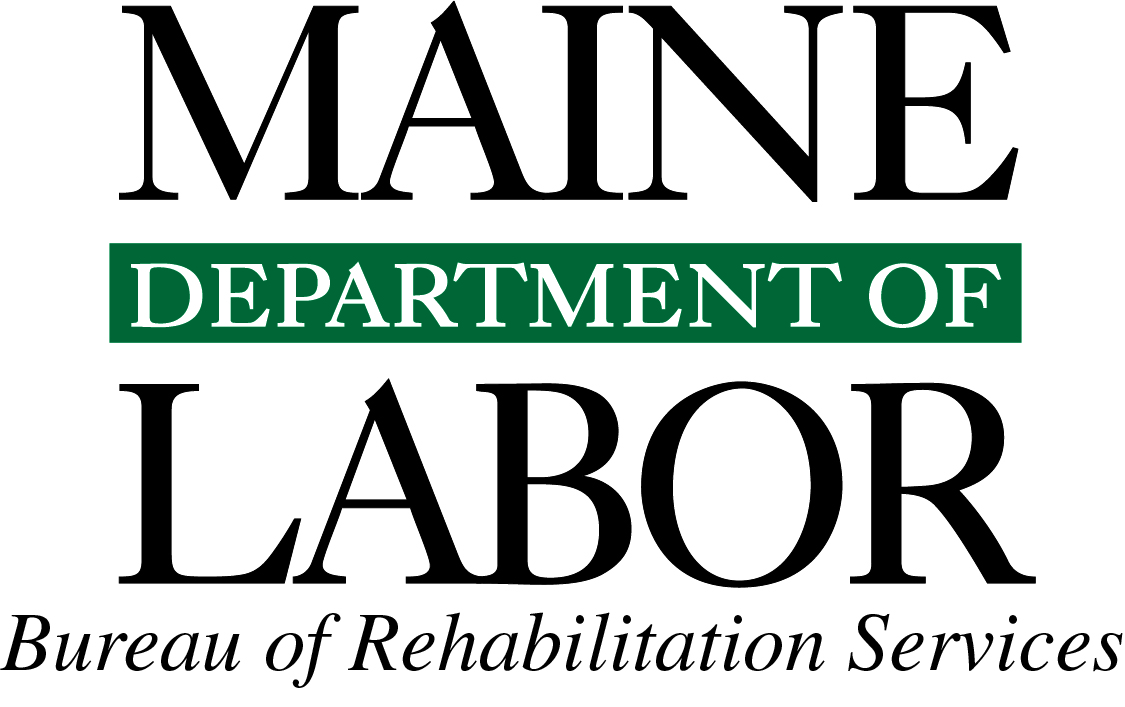 MAINE
DEPARTMENT OF
LABOR
Bureau of Rehabilitation Services